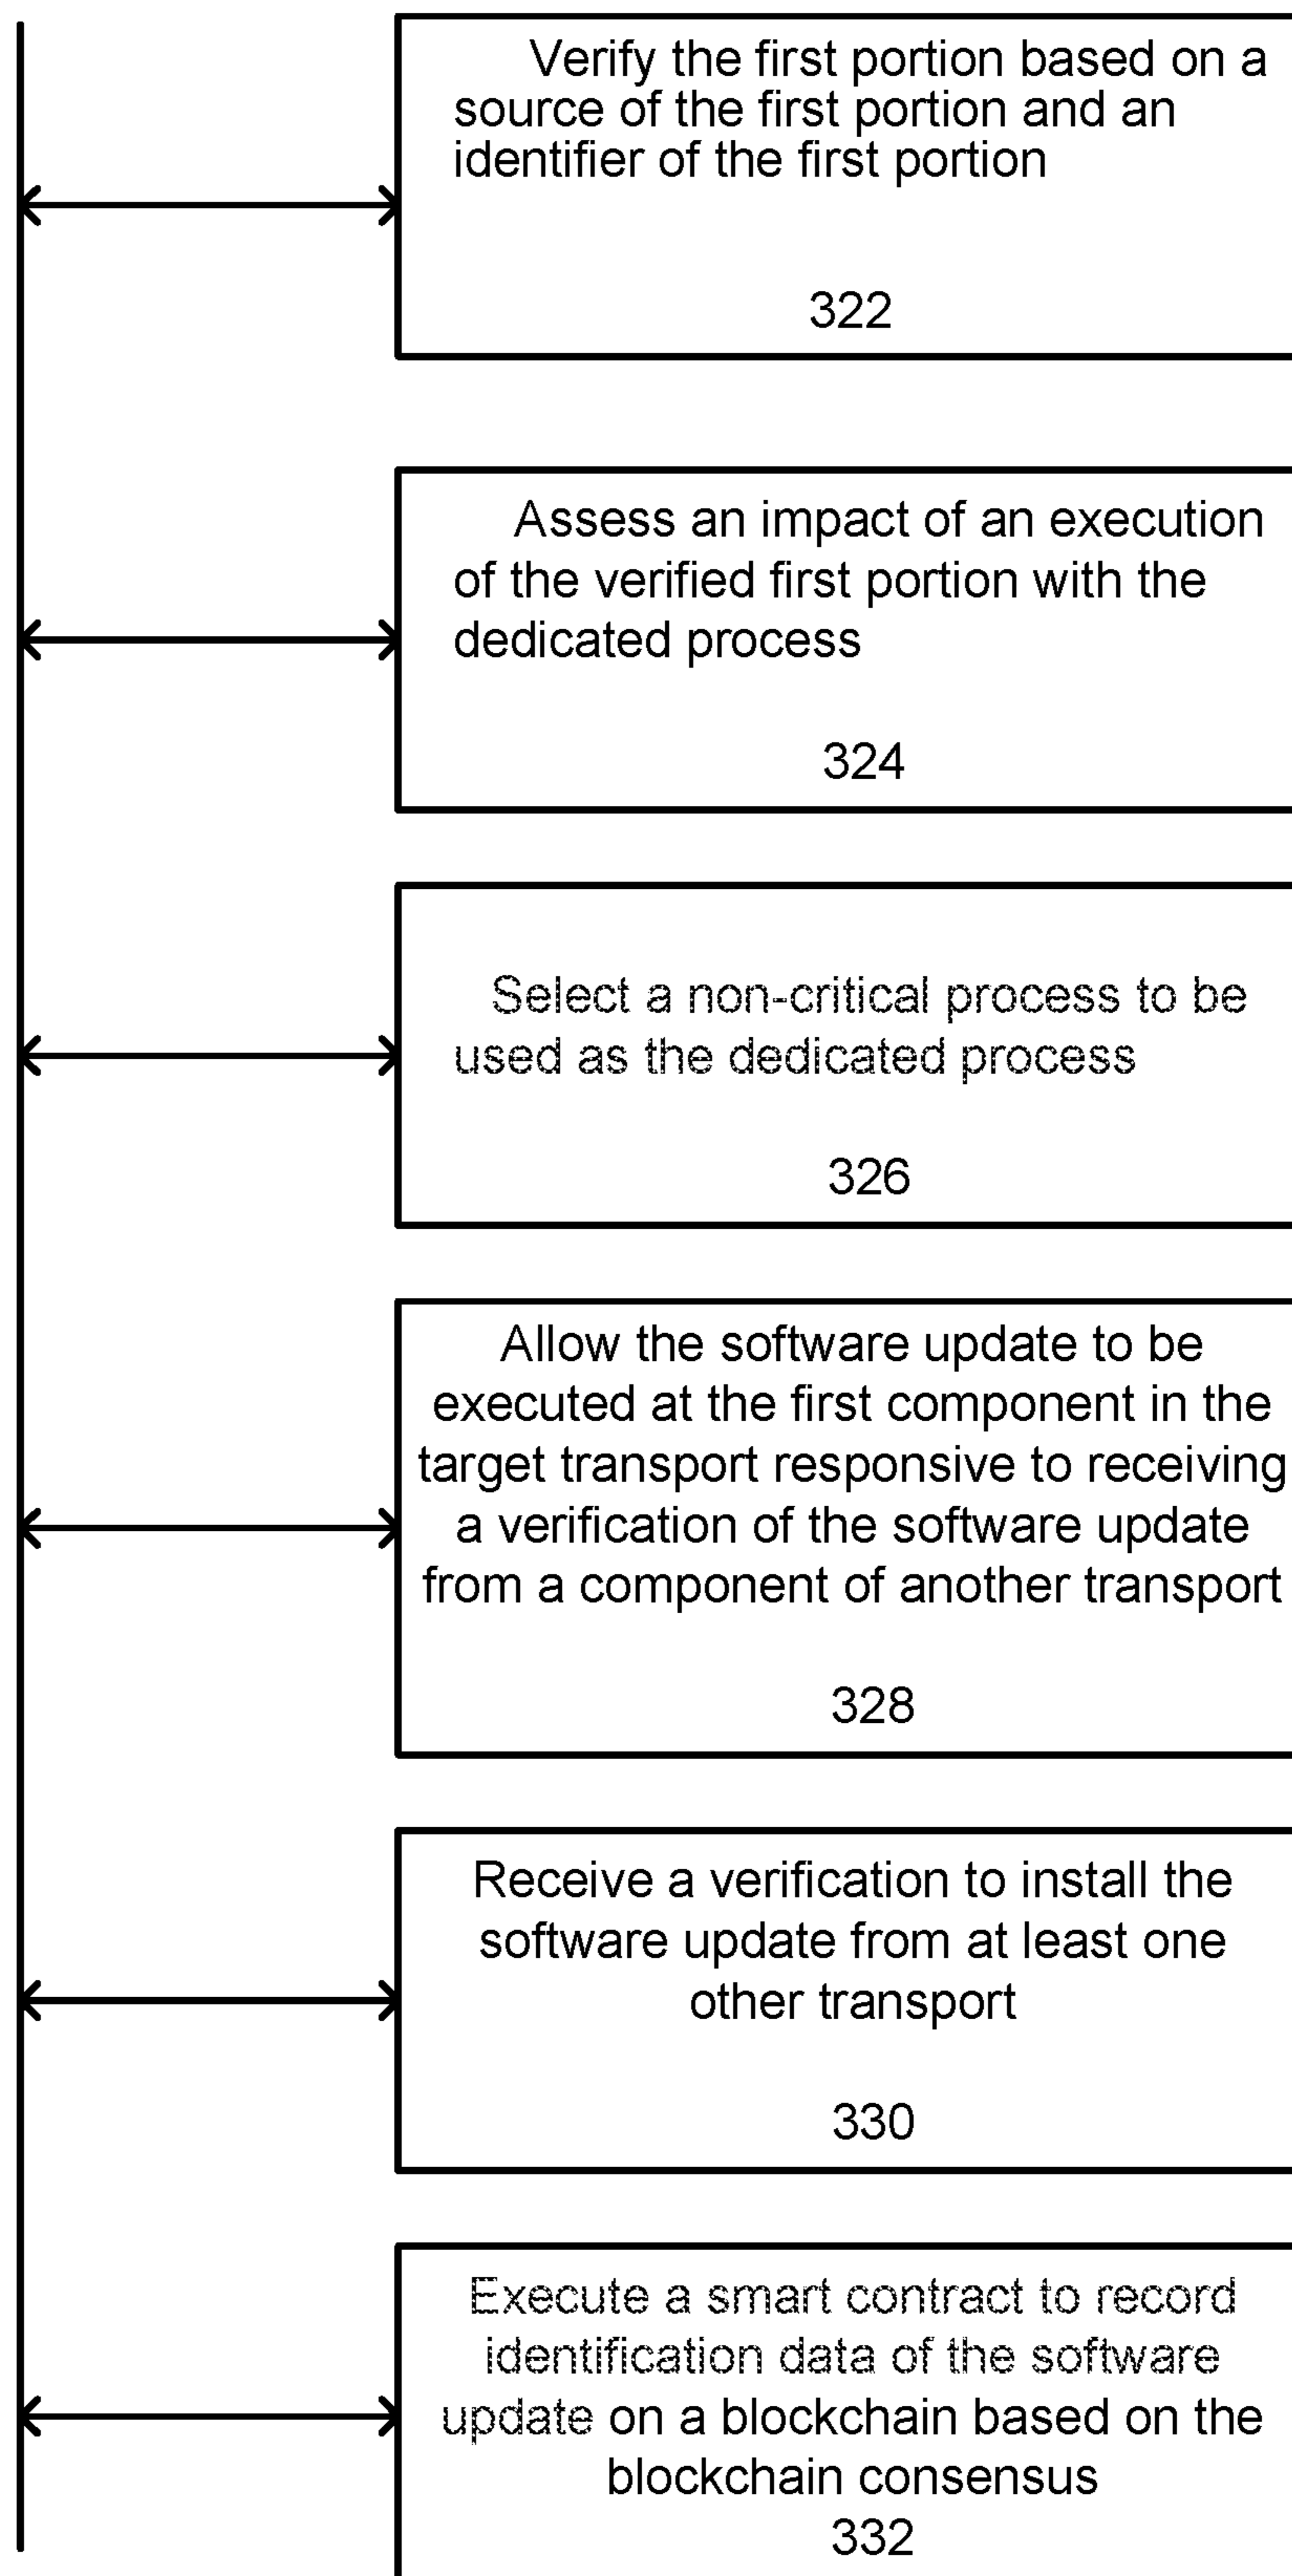 Verify the first portion based on a
source of the first portion and an
identifier of the first portion
322
Assess an impact of an execution
of the verified first portion with the
dedicated process
324
Select a non-critical process to be
used as the dedicated process
326
Allow the software update to be
executed at the first component in the
target transport responsive to receiving
a verification of the software update
from a component of another transport
328
Receive a verification to install the
software update from at least one
other transport
330
Execute a smart contract to record
identification data of the software
update on a blockchain based on the
blockchain consensus
332